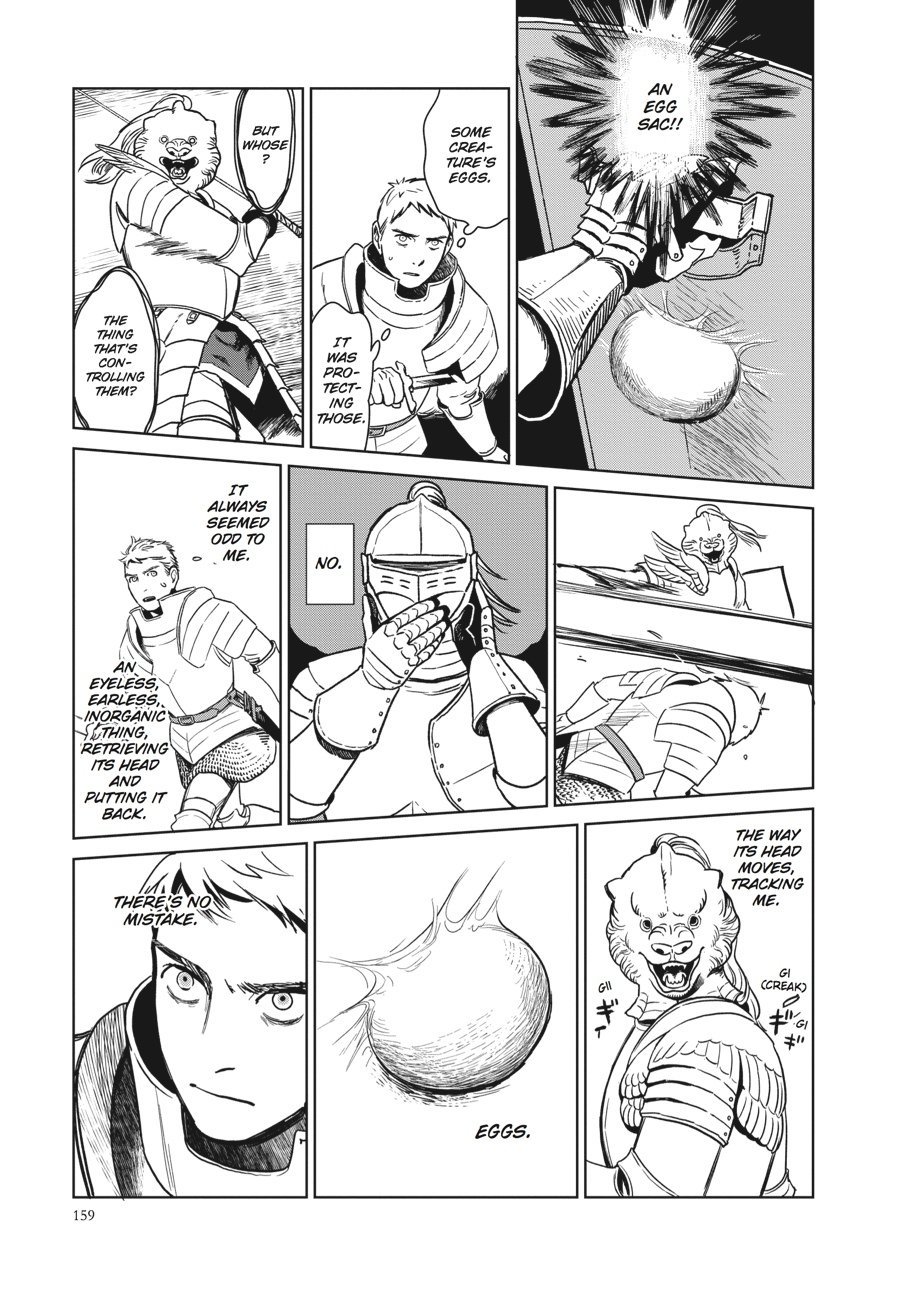 AN
EGG
SAC!!
SOME
CREA-
TURE'S
EGGS.
IT
WAS
PRO-
TECT-
ING
THOSE.
BUT
WHOSE
?
THE
THING
THAT'S
CON-
TROLLING
THEM?
NO.
IT
ALWAYS
SEEMED
ODD TO
ME.
AN
EYELESS,
EARLESS,
INORGANIC
THING,
RETRIEVING
ITS HEAD
AND
PUTTING IT
BACK.
THE WAY
ITS HEAD
MOVES,
TRACKING
ME.
GI
(CREAK)
ギ
GI
ギ
GII
ギィ
EGGS.
THERE'S NO
MISTAKE.
159